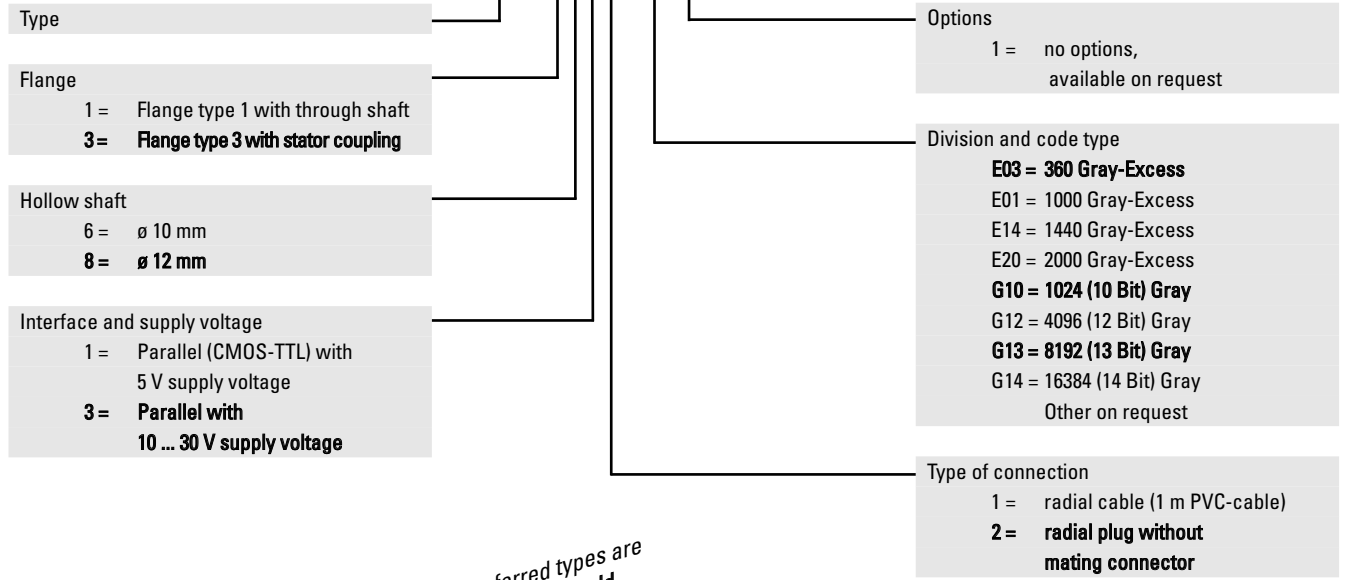 Type
Flange
1 = Flange type 1 with through shaft
3 = Flange type 3 with stator coupling
Hollow shaft
6 = ø 10 mm
8 = ø 12 mm
Interface and supply voltage
1 = Parallel (CMOS-TTL) with
5 V supply voltage
3 = Parallel with
10 ... 30 V supply voltage
Options
1 = no options,
available on request
Division and code type
E03 = 360 Gray-Excess
E01 = 1000 Gray-Excess
E14 = 1440 Gray-Excess
E20 = 2000 Gray-Excess
G10 = 1024 (10 Bit) Gray
G12 = 4096 (12 Bit) Gray
G13 = 8192 (13 Bit) Gray
G14 = 16384 (14 Bit) Gray
Other on request
Type of connection
1 = radial cable (1 m PVC-cable)
2 = radial plug without
mating connector
types are